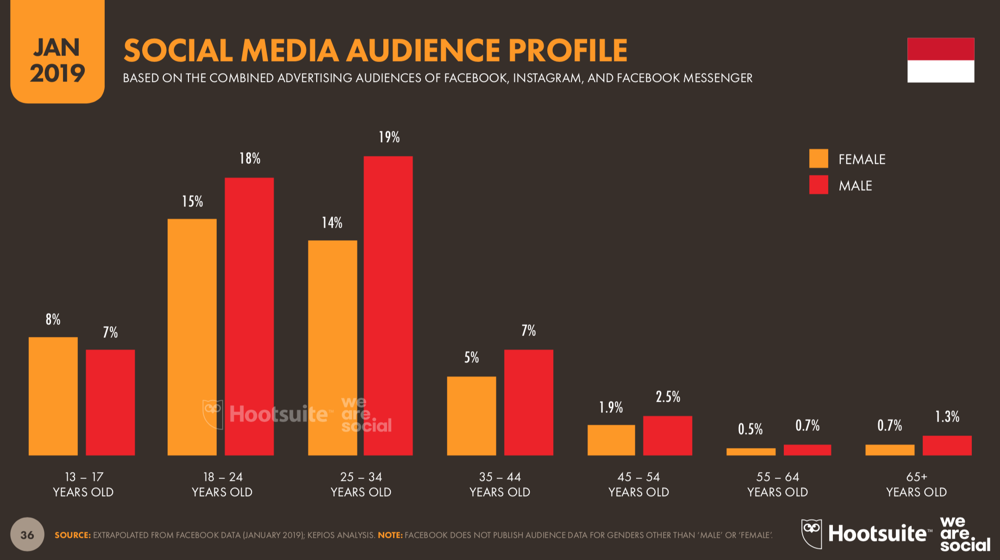 JAN
2019
SOCIAL MEDIA AUDIENCE PROFILE
BASED ON THE COMBINED ADVERTISING AUDIENCES OF FACEBOOK, INSTAGRAM, AND FACEBOOK MESSENGER
FEMALE
MALE
8%
7%
15%
18%
14%
19%
5%
7%
1.9%
2.5%
0.5%
0.7%
0.7%
1.3%
Hootsuite™
we
are
social
13 – 17
YEARS OLD
18 – 24
YEARS OLD
25 – 34
YEARS OLD
35 – 44
YEARS OLD
45 – 54
YEARS OLD
55 – 64
YEARS OLD
65+
YEARS OLD
36
SOURCE: EXTRAPOLATED FROM FACEBOOK DATA (JANUARY 2019); KEPIOS ANALYSIS. NOTE: FACEBOOK DOES NOT PUBLISH AUDIENCE DATA FOR GENDERS OTHER THAN ‘MALE’ OR ‘FEMALE’.
Hootsuite™
we
are
social